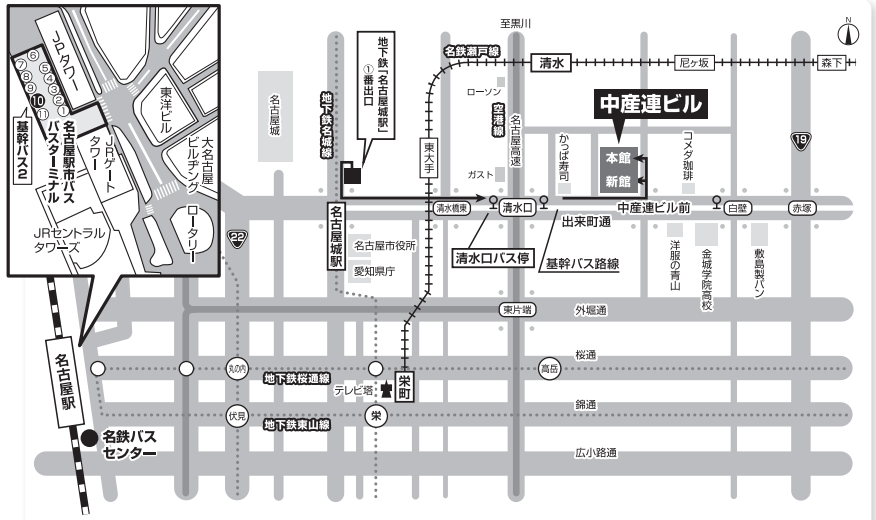 JPタワー
⑦
⑥
⑧
⑤
⑨
④
⑩
③
②
⑪
①
基幹バス2
名古屋駅市バス
バスターミナル
JRゲート
タワー
JRセントラル
タワーズ
東洋ビル
大名古屋
ビルヂング
ロータリー
名古屋城
地下鉄名城線
地下鉄「名古屋城駅」
①番出口
名鉄瀬戸線
至黒川
清水
尼ケ坂
森下
N
ローソン
空港線
名古屋高速
中産連ビル
東大手
かっぱ寿司
本館
新館
コメダ珈琲
19
ガスト
名古屋城駅
清水橋東
清水口
中産連ビル前
白壁
赤塚
出来町通
22
名古屋市役所
愛知県庁
清水口バス停
基幹バス路線
洋服の青山
金城学院高校
敷島製パン
東片端
外堀通
名古屋駅
丸の内
地下鉄桜通線
高岳
桜通
テレビ塔
栄町
伏見
地下鉄東山線
栄
錦通
名鉄バス
センター
広小路通